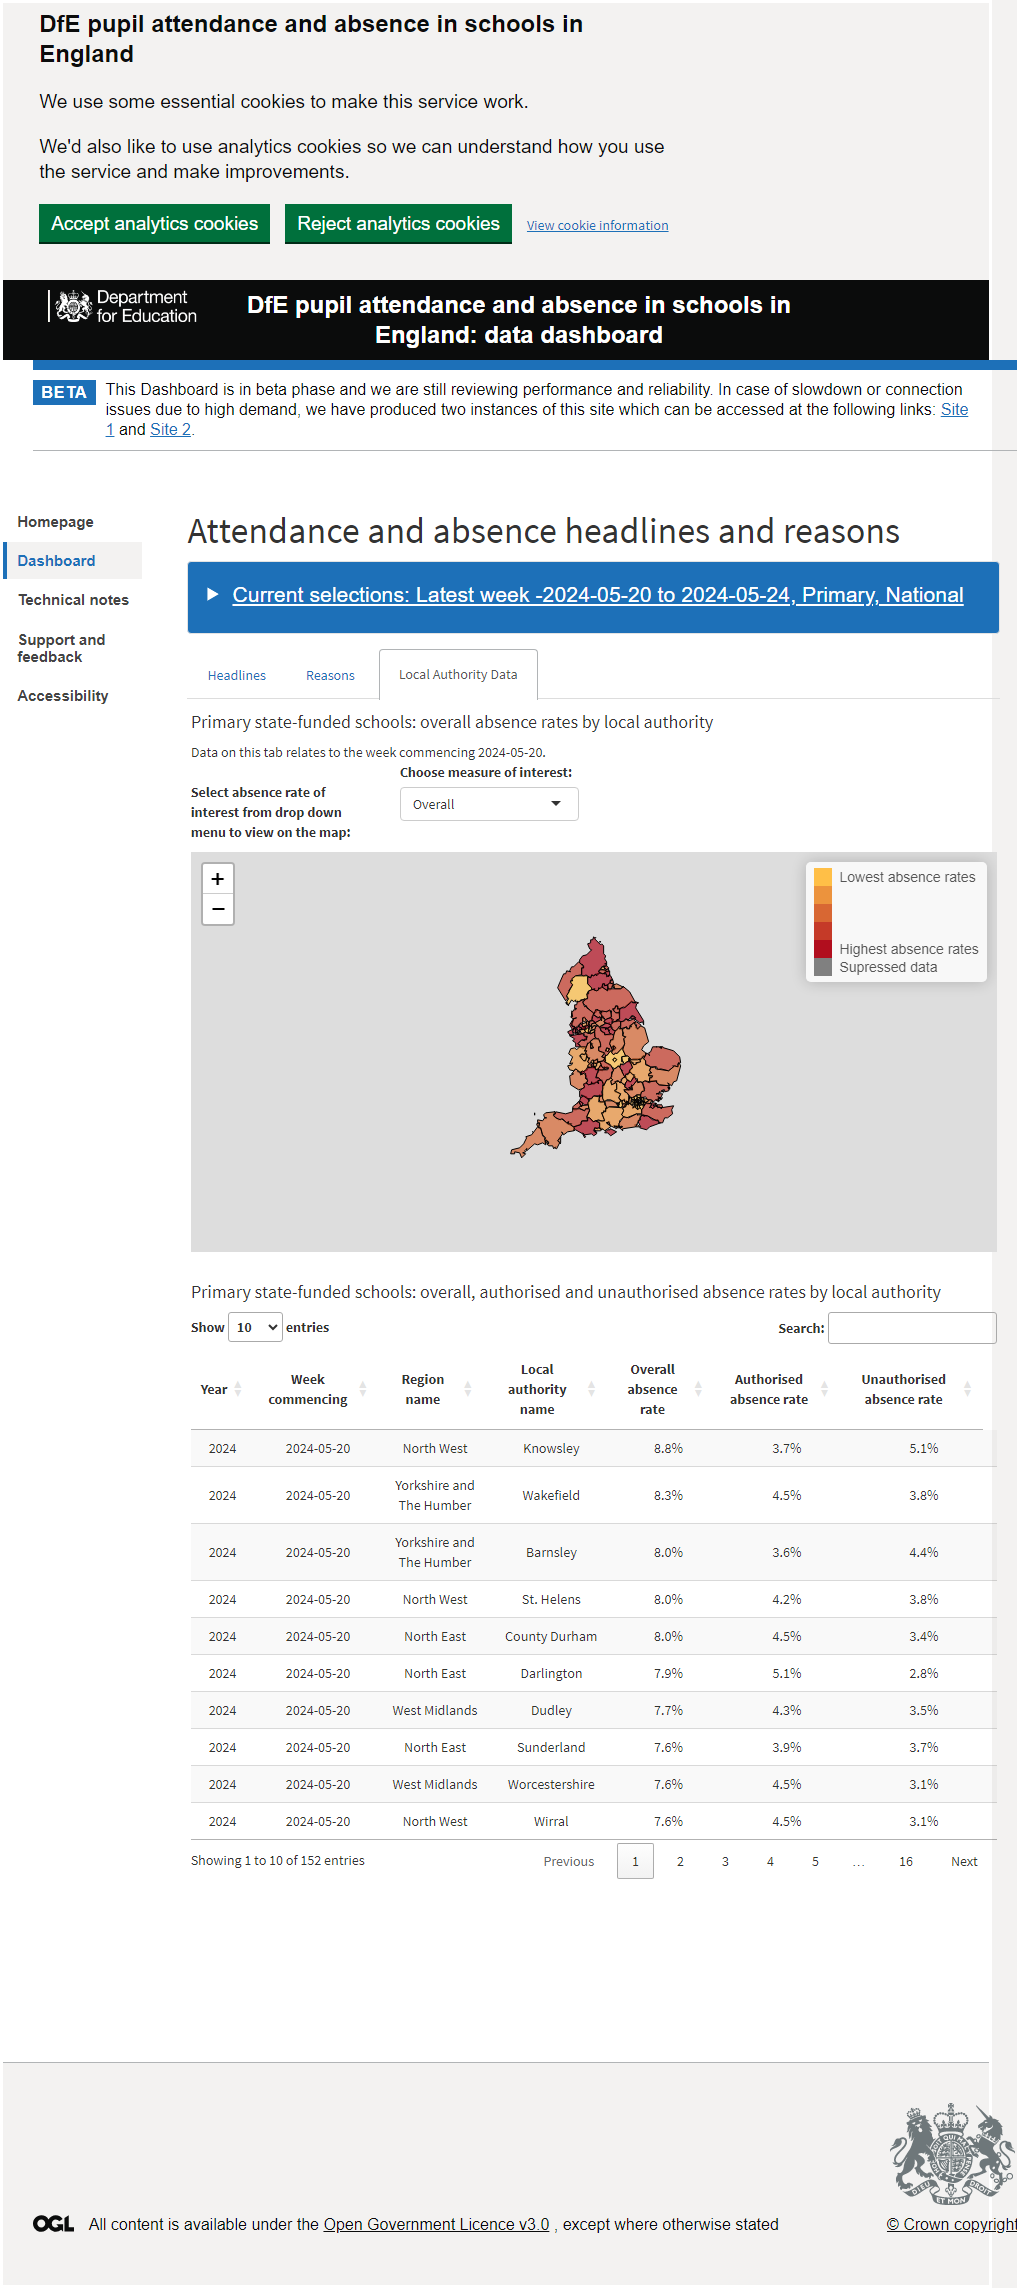 DfE pupil attendance and absence in schools in
England
We use some essential cookies to make this service work.
We'd also like to use analytics cookies so we can understand how you use
the service and make improvements.
Accept analytics cookies Reject analytics cookies View cookie information
Department
for Education
DfE pupil attendance and absence in schools in
England: data dashboard
BETA This Dashboard is in beta phase and we are still reviewing performance and reliability. In case of slowdown or connection
issues due to high demand, we have produced two instances of this site which can be accessed at the following links: Site
1 and Site 2.
Homepage
Dashboard
Technical notes
Support and
feedback
Accessibility
Attendance and absence headlines and reasons
Current selections: Latest week -2024-05-20 to 2024-05-24, Primary, National
Headlines Reasons Local Authority Data
Primary state-funded schools: overall absence rates by local authority
Data on this tab relates to the week commencing 2024-05-20.
Select absence rate of
interest from drop down
menu to view on the map:
Choose measure of interest:
Overall
+
−
Lowest absence rates
Highest absence rates
Supressed data
Primary state-funded schools: overall, authorised and unauthorised absence rates by local authority
Show 10 entries Search:
Year Week commencing Region name Local authority name Overall absence rate Authorised absence rate Unauthorised absence rate
2024 2024-05-20 North West Knowsley 8.8% 3.7% 5.1%
2024 2024-05-20 Yorkshire and The Humber Wakefield 8.3% 4.5% 3.8%
2024 2024-05-20 Yorkshire and The Humber Barnsley 8.0% 3.6% 4.4%
2024 2024-05-20 North West St. Helens 8.0% 4.2% 3.8%
2024 2024-05-20 North East County Durham 8.0% 4.5% 3.4%
2024 2024-05-20 North East Darlington 7.9% 5.1% 2.8%
2024 2024-05-20 West Midlands Dudley 7.7% 4.3% 3.5%
2024 2024-05-20 North East Sunderland 7.6% 3.9% 3.7%
2024 2024-05-20 West Midlands Worcestershire 7.6% 4.5% 3.1%
2024 2024-05-20 North West Wirral 7.6% 4.5% 3.1%
Showing 1 to 10 of 152 entries Previous 1 2 3 4 5 … 16 Next
DIEU ET MON DROIT
OGL All content is available under the Open Government Licence v3.0 , except where otherwise stated © Crown copyright